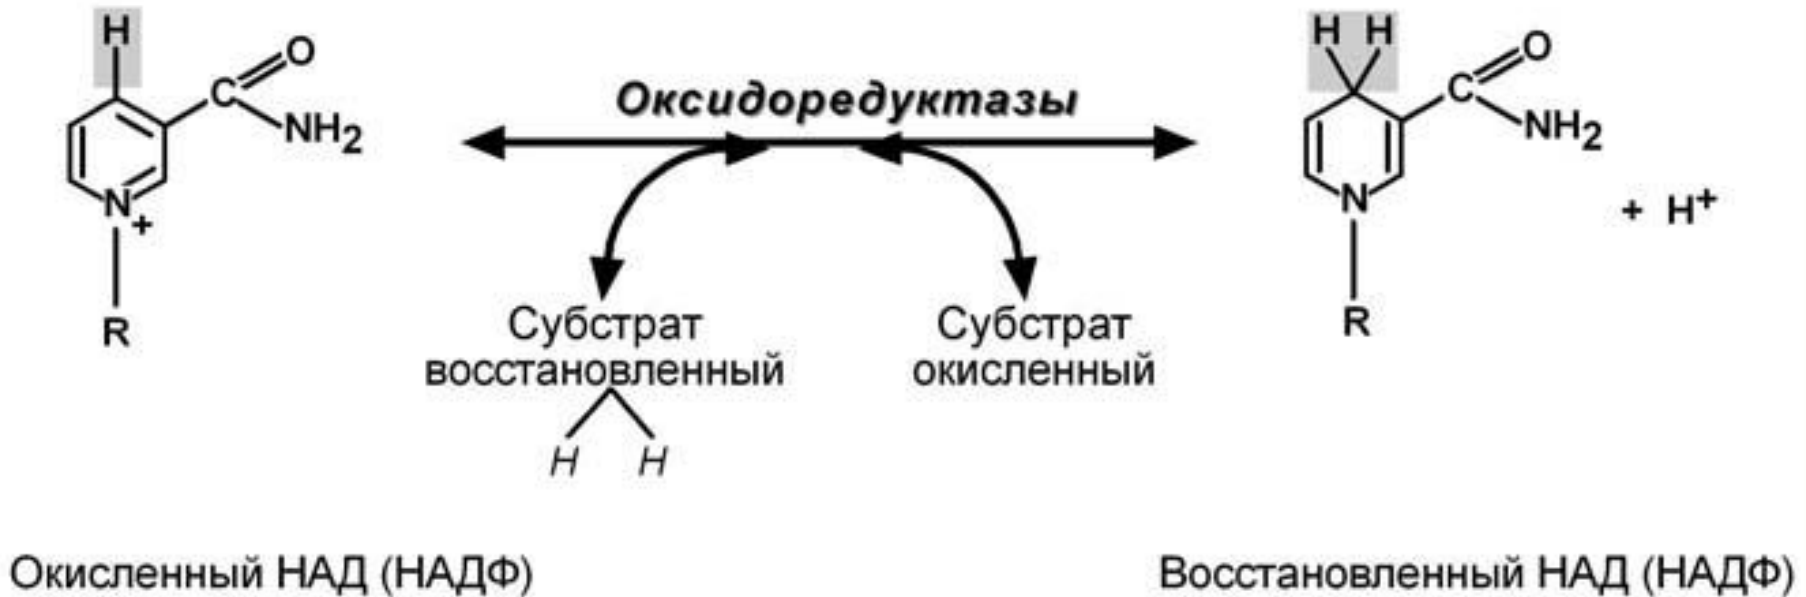 H
O
C
NH2
N
+
R
Оксидоредуктазы
Субстрат
восстановленный
H H
Субстрат
окисленный
H H
O
C
NH2
N
R
+ H+
Окисленный НАД (НАДФ)
Восстановленный НАД (НАДФ)